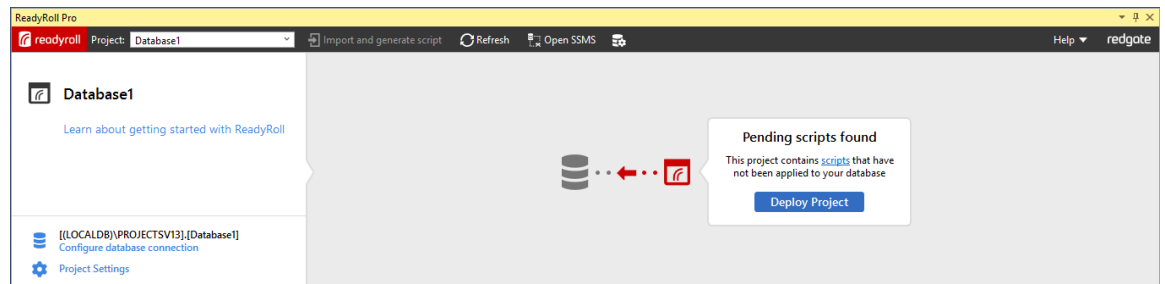 ReadyRoll Pro
readyroll Project: Database1 Import and generate script Refresh Open SSMS Help redgate
Database1
Learn about getting started with ReadyRoll
Pending scripts found
This project contains scripts that have
not been applied to your database
Deploy Project
[(LOCALDB)\PROJECTSV13].[Database1]
Configure database connection
Project Settings